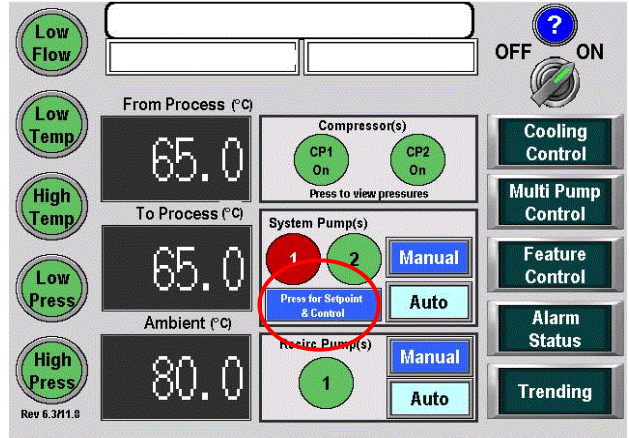 Low
Flow
?
OFF
ON
From Process (°C)
Low
Temp
65.0
Compressor(s)
CP1
On
CP2
On
Press to view pressures
Cooling
Control
High
Temp
To Process (°C)
65.0
System Pump(s)
1
2
Manual
Press for Setpoint
& Control
Auto
Multi Pump
Control
Feature
Control
Low
Press
Ambient (°C)
80.0
Recirc Pump(s)
1
Manual
Auto
Alarm
Status
High
Press
Trending
Rev 6.3/11.8